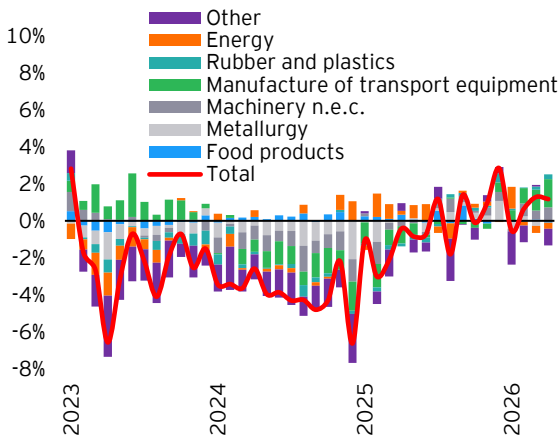 Other
Energy
Rubber and plastics
Manufacture of transport equipment
Machinery n.e.c.
Metallurgy
Food products
Total
10%
8%
6%
4%
2%
0%
-2%
-4%
-6%
-8%
2023
2024
2025
2026